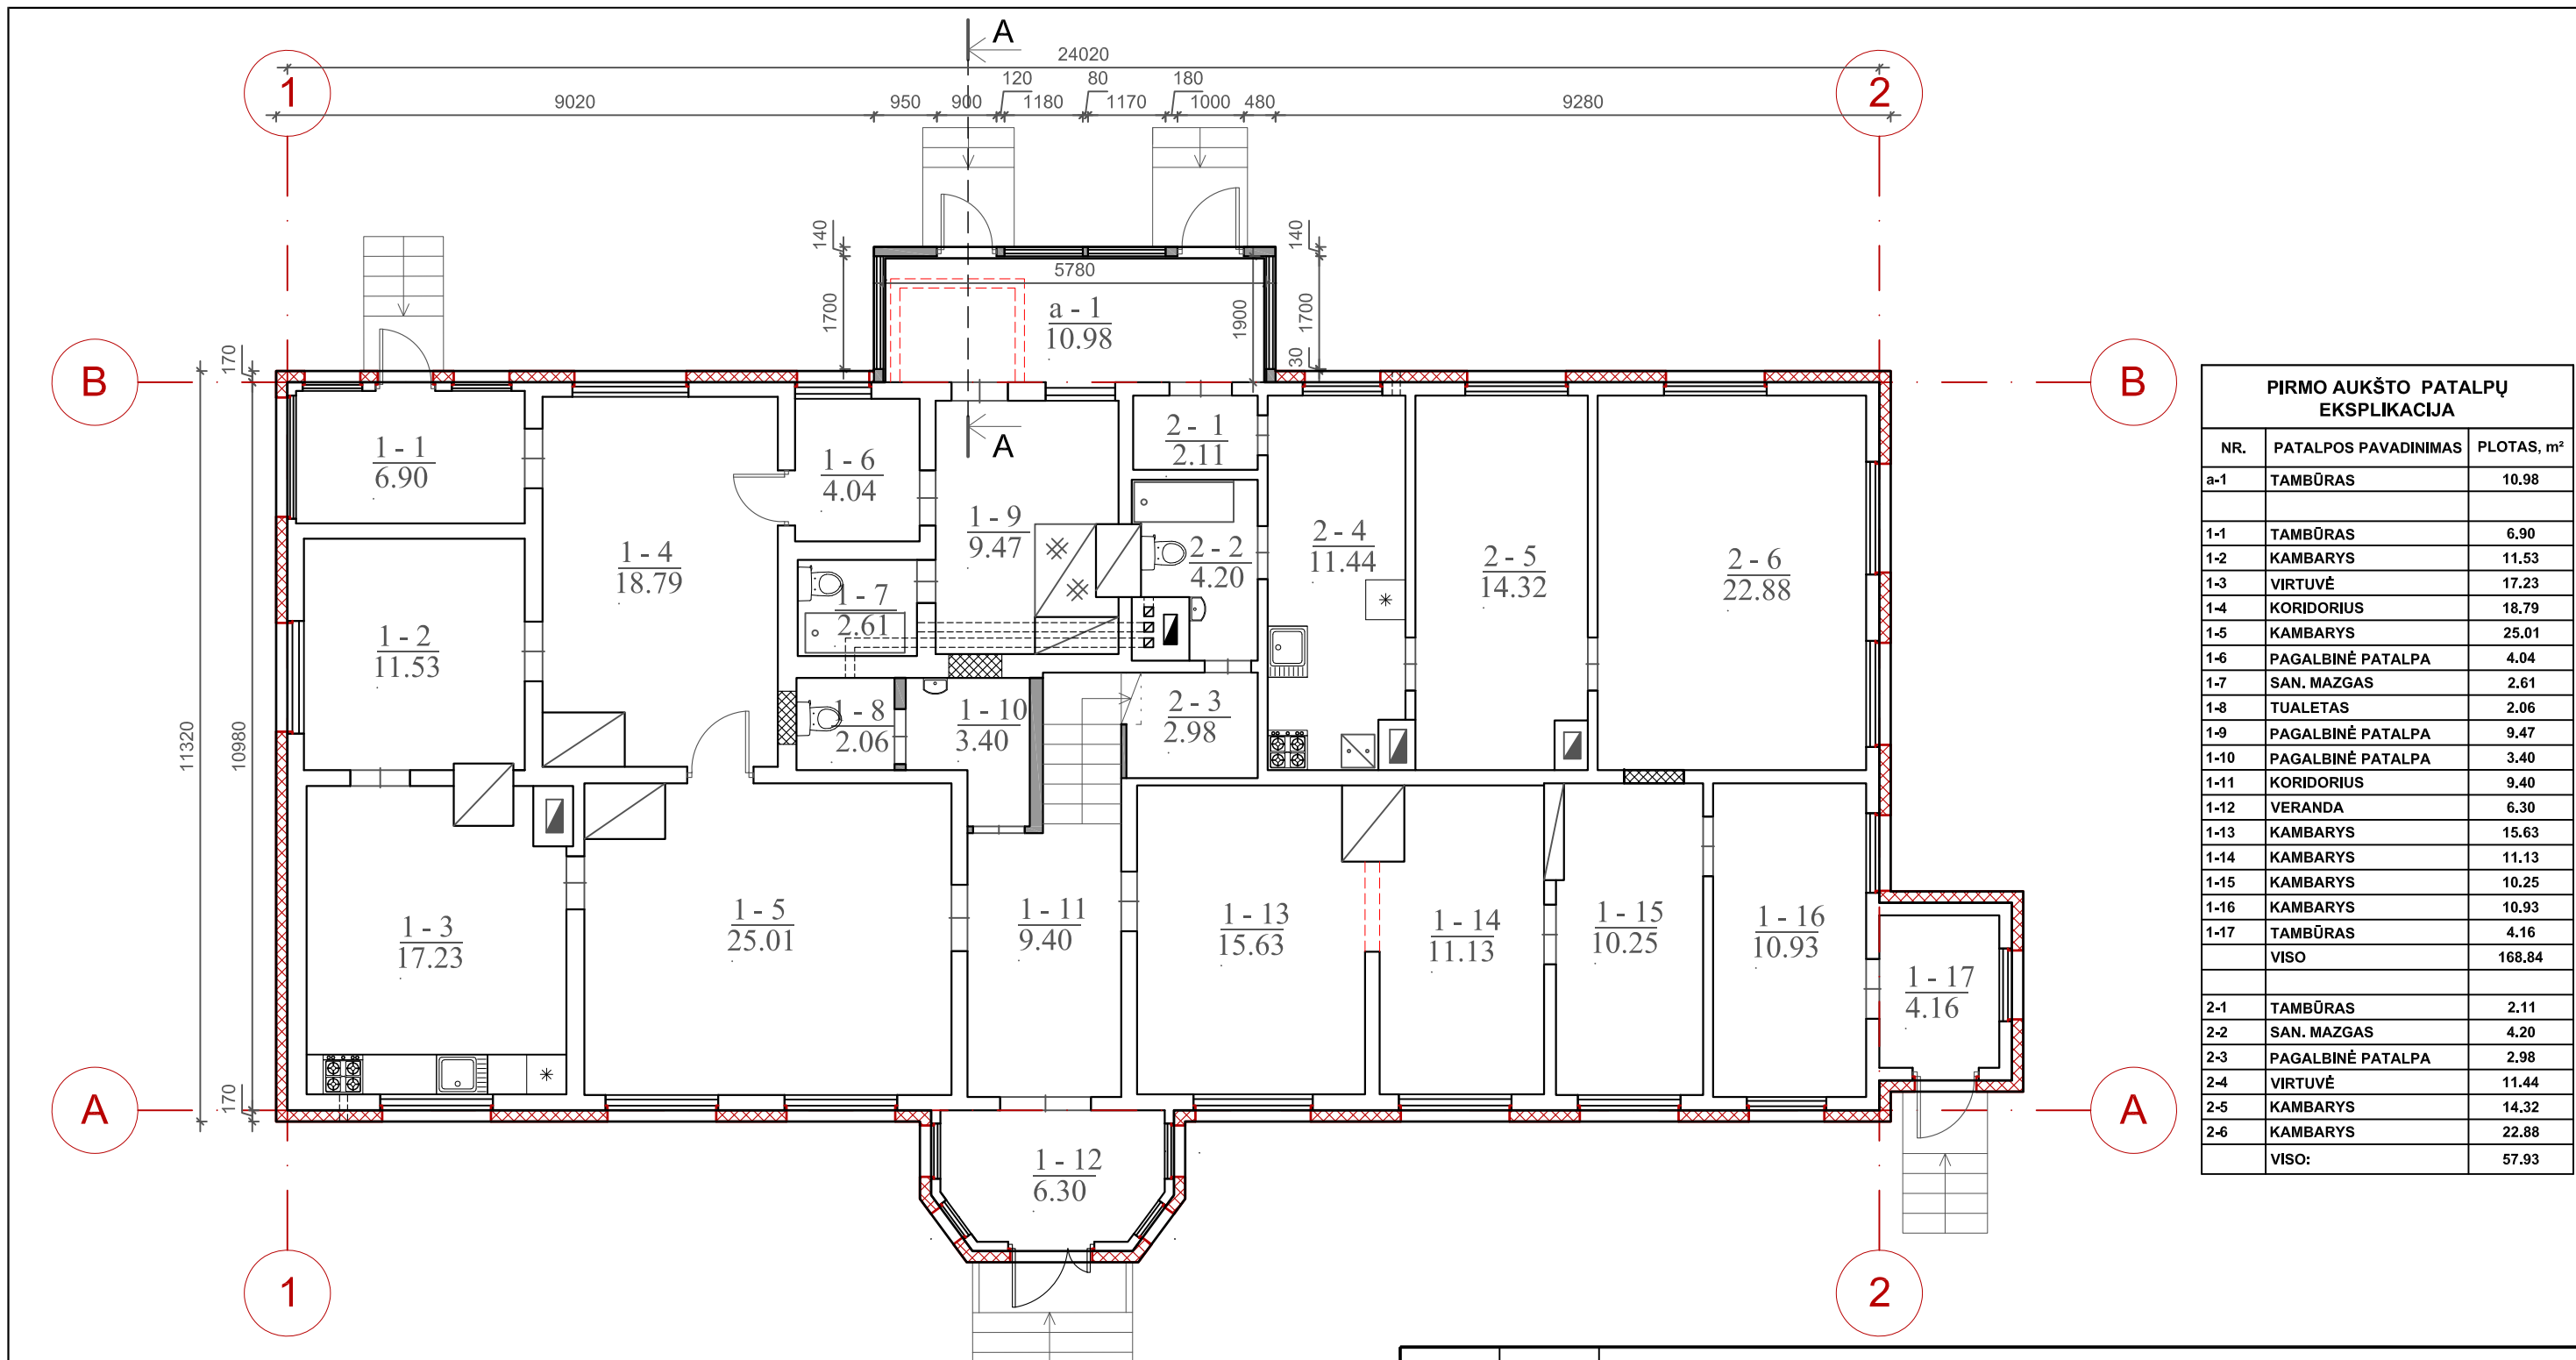 A
24020
120 80 180
9020 950 900 1180 1170 1000 480 9280
1 2
140 140
5780
1700 1900 1700
a - 1
10.98
170 30
B B
A
1 - 1
6.90
1 - 6
4.04
2 - 1
2.11
1 - 4
18.79
1 - 9
9.47
2 - 2
4.20
2 - 4
11.44
2 - 5
14.32
2 - 6
22.88
1 - 2
11.53
1 - 7
2.61
1 - 8
2.06
1 - 10
3.40
2 - 3
2.98
11320 10980
1 - 3
17.23
1 - 5
25.01
1 - 11
9.40
1 - 13
15.63
1 - 14
11.13
1 - 15
10.25
1 - 16
10.93
1 - 17
4.16
170
A A
1 - 12
6.30
1 2
PIRMO AUKŠTO PATALPŲ
EKSPLIKACIJA
NR. PATALPOS PAVADINIMAS PLOTAS, m²
a-1 TAMBŪRAS 10.98
1-1 TAMBŪRAS 6.90
1-2 KAMBARYS 11.53
1-3 VIRTUVĖ 17.23
1-4 KORIDORIUS 18.79
1-5 KAMBARYS 25.01
1-6 PAGALBINĖ PATALPA 4.04
1-7 SAN. MAZGAS 2.61
1-8 TUALETAS 2.06
1-9 PAGALBINĖ PATALPA 9.47
1-10 PAGALBINĖ PATALPA 3.40
1-11 KORIDORIUS 9.40
1-12 VERANDA 6.30
1-13 KAMBARYS 15.63
1-14 KAMBARYS 11.13
1-15 KAMBARYS 10.25
1-16 KAMBARYS 10.93
1-17 TAMBŪRAS 4.16
VISO 168.84
2-1 TAMBŪRAS 2.11
2-2 SAN. MAZGAS 4.20
2-3 PAGALBINĖ PATALPA 2.98
2-4 VIRTUVĖ 11.44
2-5 KAMBARYS 14.32
2-6 KAMBARYS 22.88
VISO: 57.93